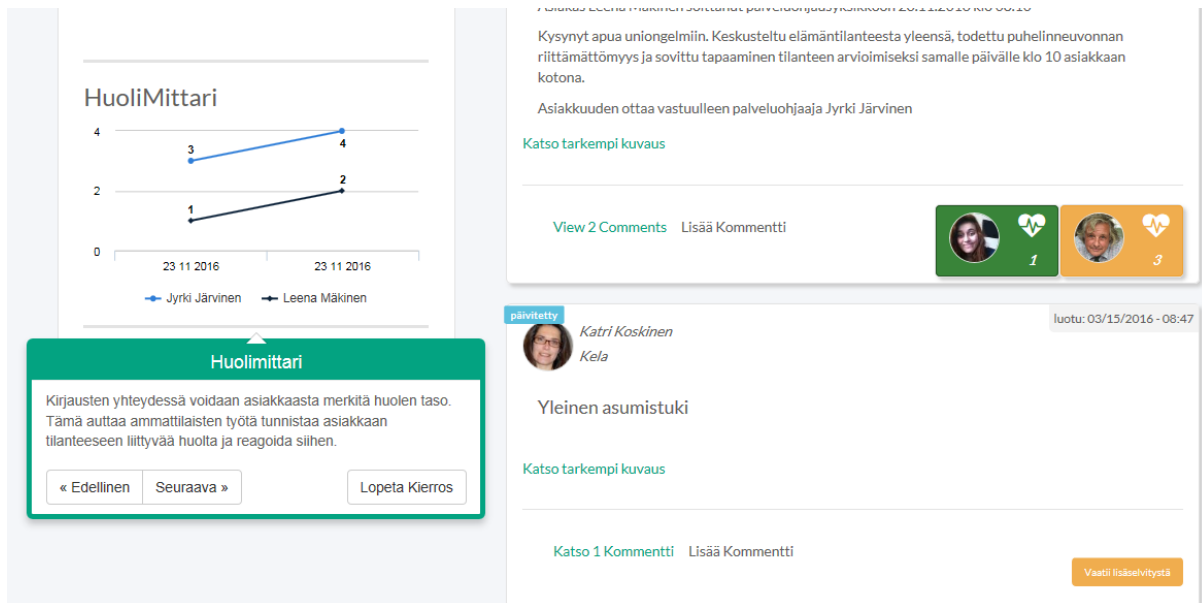 HuoliMittari
4
3
4
2
2
1
0
23 11 2016
23 11 2016
Jyrki Järvinen
Leena Mäkinen
Huolimittari
Kirjausten yhteydessä voidaan asiakkaasta merkitä huolen taso.
Tämä auttaa ammattilaisten työtä tunnistaa asiakkaan
tilanteeseen liittyvää huolta ja reagoida siihen.
« Edellinen
Seuraava »
Lopeta Kierros
Asiakas Leena Mäkinen soittanut palveluohjausyksikköön
Kysynyt apua uniongelmiin. Keskusteltu elämäntilanteesta yleensä, todettu puhelinneuvonnan
riittämättömyys ja sovittu tapaaminen tilanteen arvioimiseksi samalle päivälle klo 10 asiakkaan
kotona.
Asiakkuuden ottaa vastuulleen palveluohjaaja Jyrki Järvinen
Katso tarkempi kuvaus
View 2 Comments Lisää Kommentti
1
3
päivitetty
luotu: 03/15/2016 - 08:47
Katri Koskinen
Kela
Yleinen asumistuki
Katso tarkempi kuvaus
Katso 1 Kommentti Lisää Kommentti
Vaatii lisäselvitystä